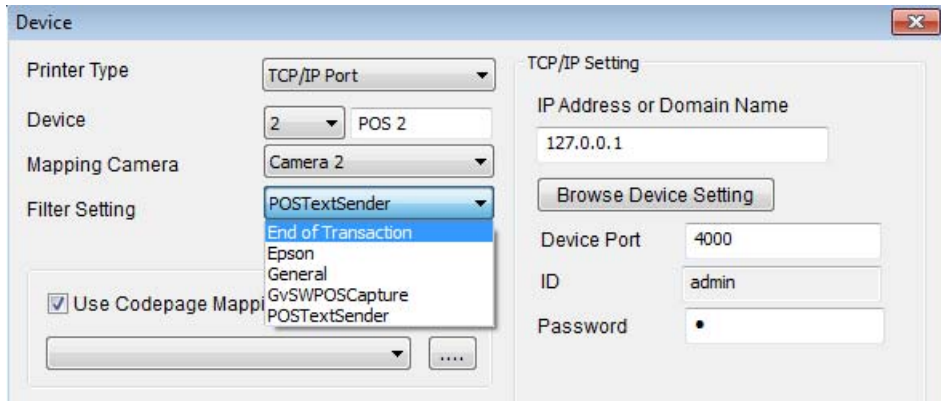 Device
Printer Type
TCP/IP Port
Device
2
POS 2
Mapping Camera
Camera 2
Filter Setting
POSTextSender
End of Transaction
Epson
General
GvSWPOSCapture
POSTextSender
Use Codepage Mappi
....
TCP/IP Setting
IP Address or Domain Name
127.0.0.1
Browse Device Setting
Device Port
4000
ID
admin
Password
•